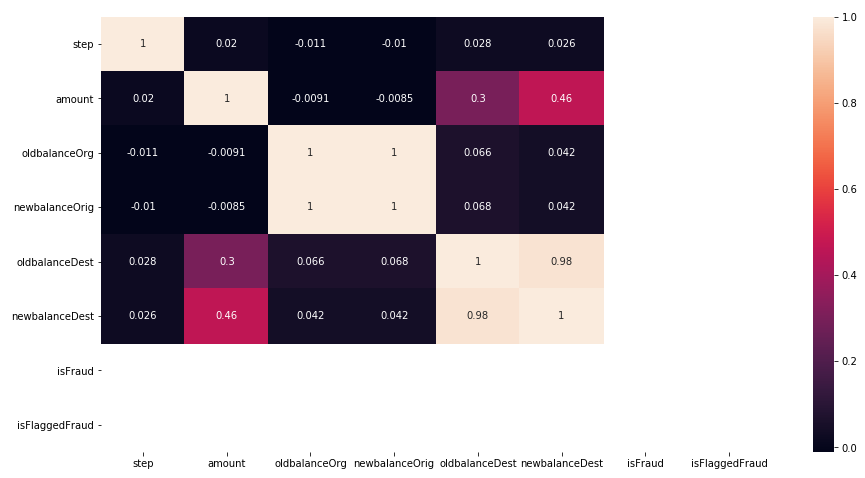 step 1 0.02 -0.011 -0.01 0.028 0.026
amount 0.02 1 -0.0091 -0.0085 0.3 0.46
oldbalanceOrg -0.011 -0.0091 1 1 0.066 0.042
newbalanceOrig -0.01 -0.0085 1 1 0.068 0.042
oldbalanceDest 0.028 0.3 0.066 0.068 1 0.98
newbalanceDest 0.026 0.46 0.042 0.042 0.98 1
isFraud
isFlaggedFraud
step amount oldbalanceOrg newbalanceOrig oldbalanceDest newbalanceDest isFraud isFlaggedFraud
1.0
0.8
0.6
0.4
0.2
0.0